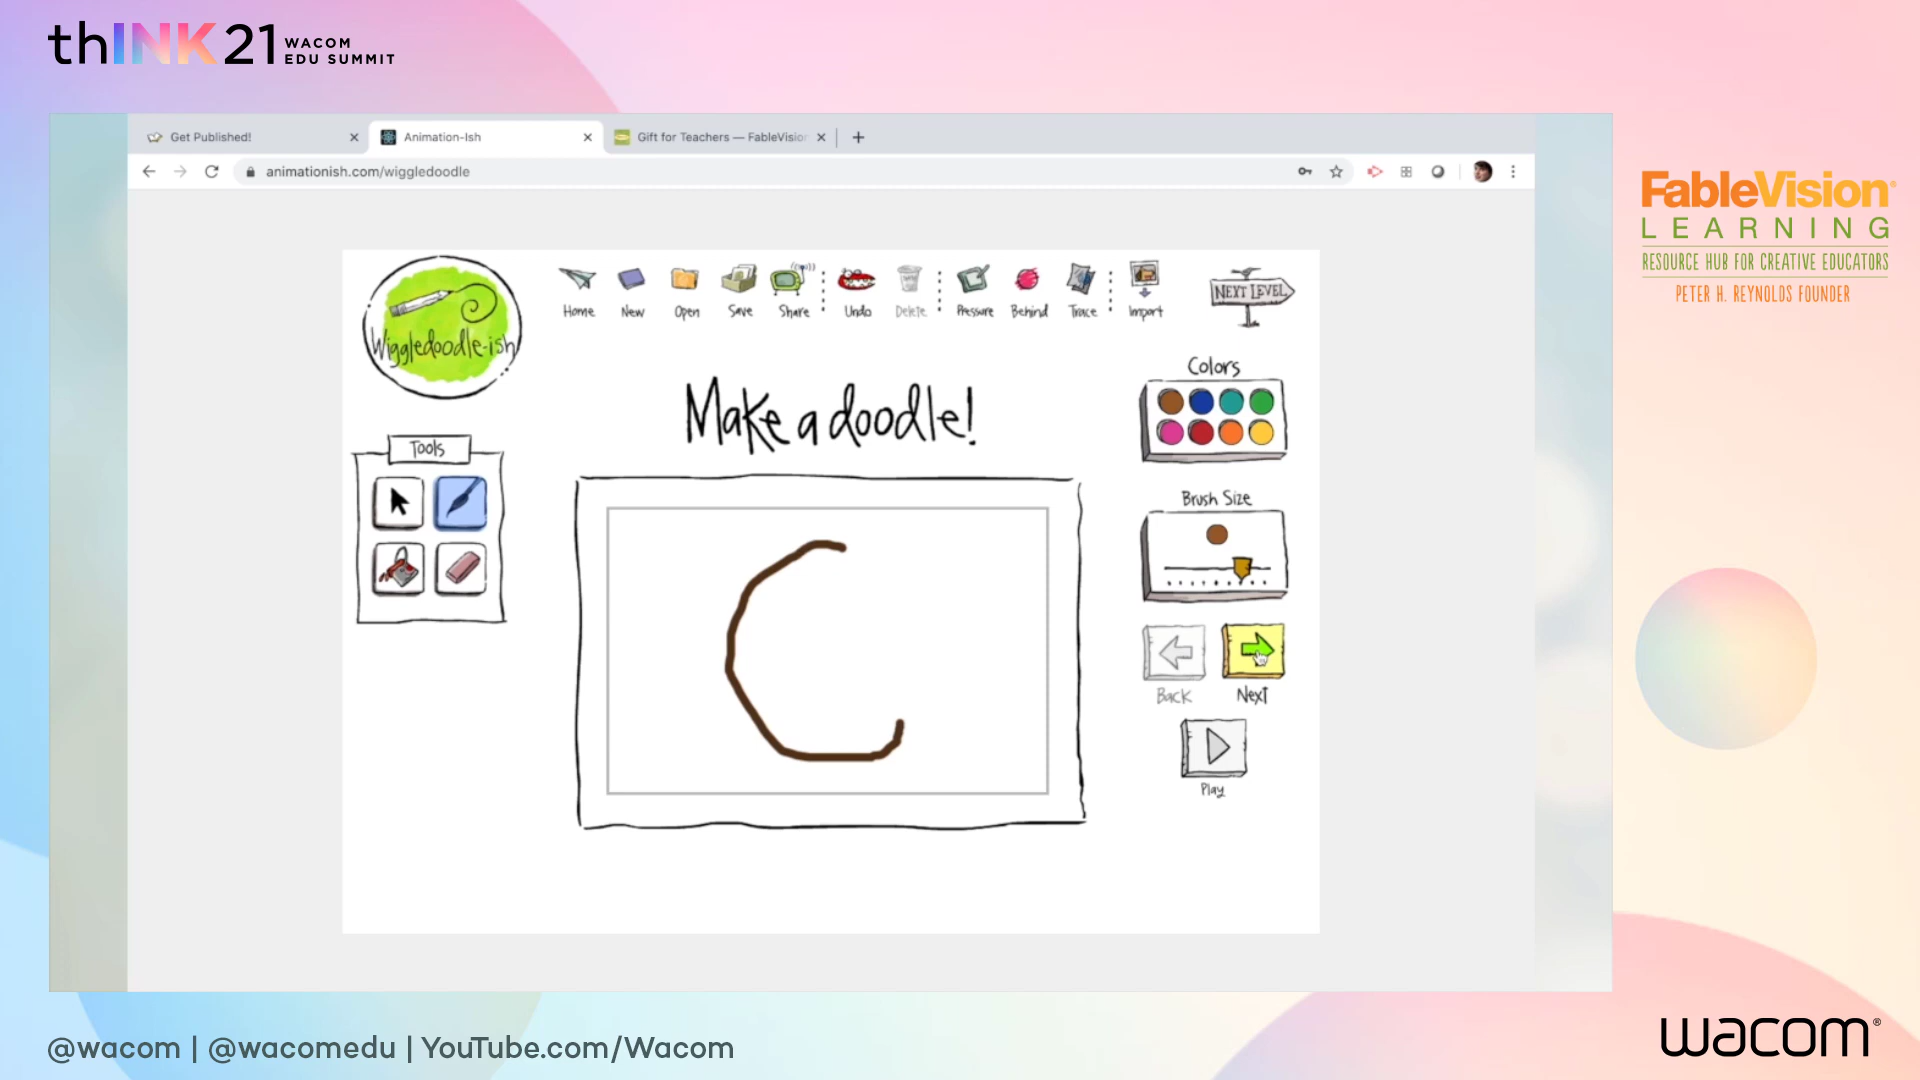 thINK21 WACOM
EDU SUMMIT
Get Published!
Animation-Ish
Gift for Teachers — FableVision
animationish.com/wiggledoodle
Wiggledoodle-ish
Home
New
Open
Save
Share
Undo
Delete
Pressure
Behind
Trace
Import
NEXT LEVEL
Make a doodle!
Tools
Colors
Brush Size
Back
Next
Play
C
FableVision®
LEARNING
RESOURCE HUB FOR CREATIVE EDUCATORS
PETER H. REYNOLDS FOUNDER
@wacom | @wacomedu | YouTube.com/Wacom
wacom®